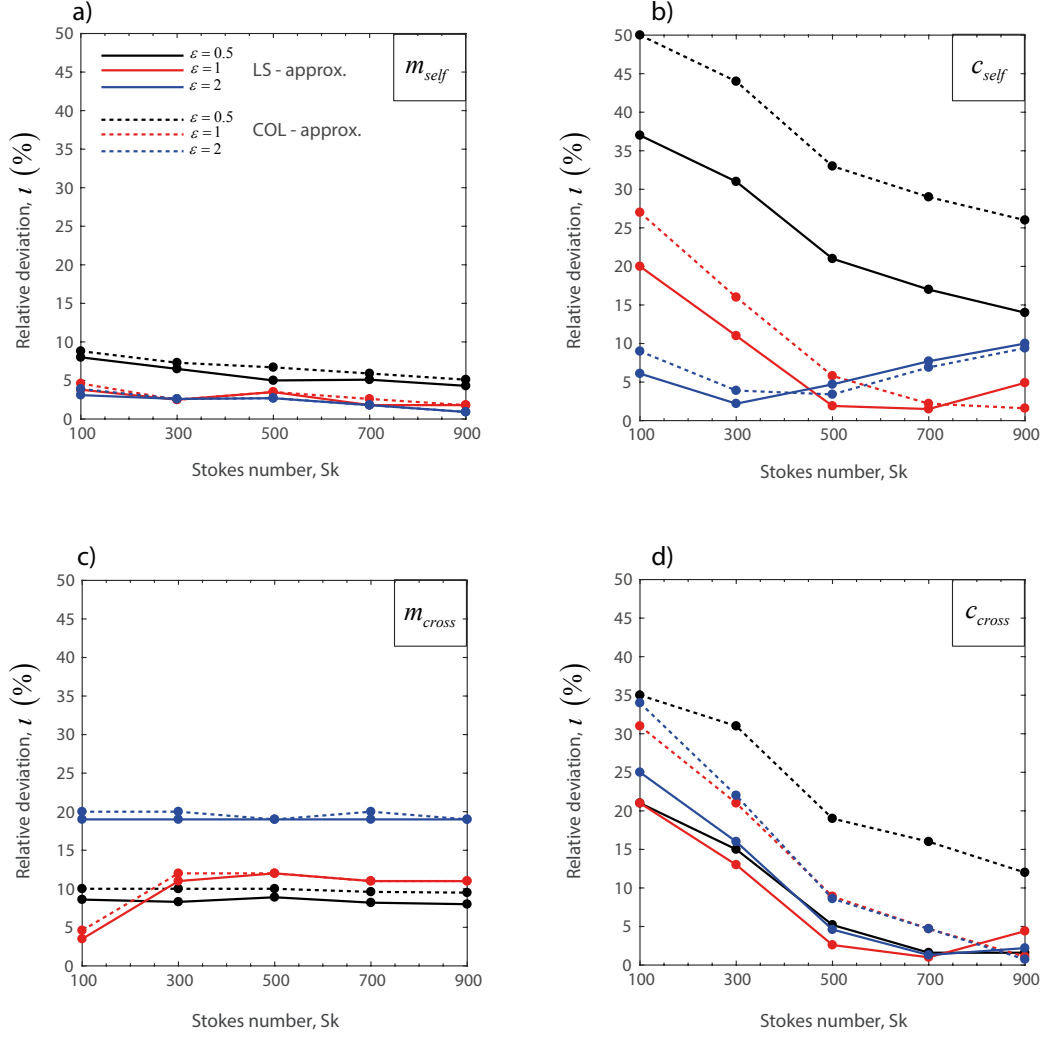 a)
50
45
40
35
30
25
20
15
10
5
0
Relative deviation, ι (%)
ε = 0.5
ε = 1
ε = 2
LS - approx.
ε = 0.5
ε = 1
ε = 2
COL - approx.
m_self
100 300 500 700 900
Stokes number, Sk
b)
50
45
40
35
30
25
20
15
10
5
0
Relative deviation, ι (%)
c_self
100 300 500 700 900
Stokes number, Sk
c)
50
45
40
35
30
25
20
15
10
5
0
Relative deviation, ι (%)
m_cross
100 300 500 700 900
Stokes number, Sk
d)
50
45
40
35
30
25
20
15
10
5
0
Relative deviation, ι (%)
c_cross
100 300 500 700 900
Stokes number, Sk